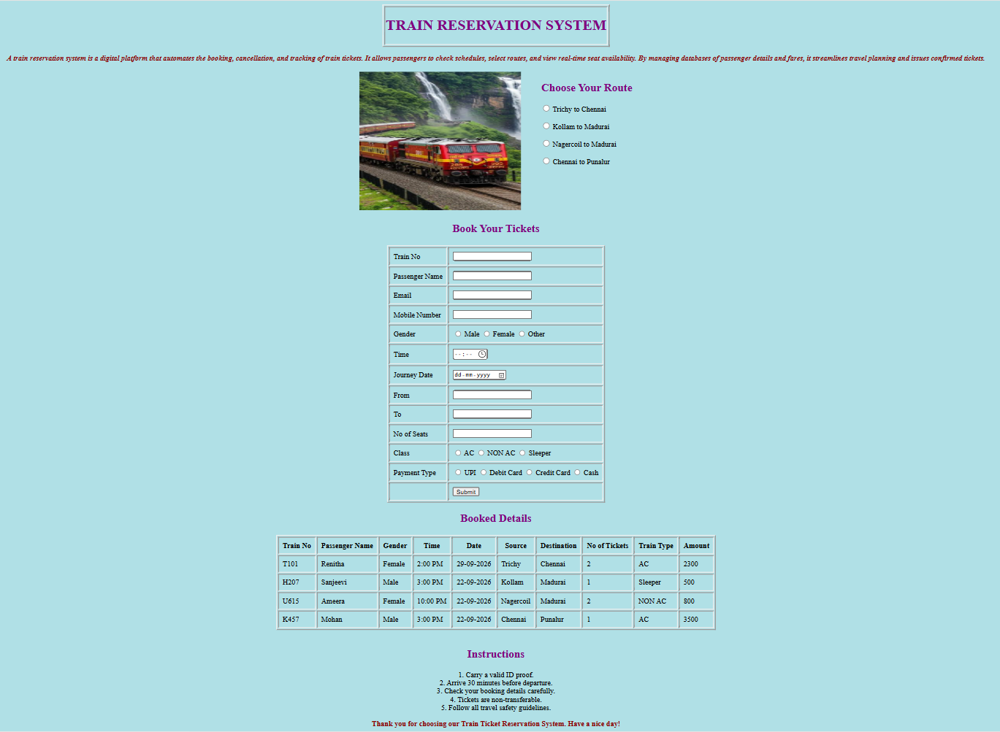 TRAIN RESERVATION SYSTEM
A train reservation system is a digital platform that automates the booking, cancellation, and tracking of train tickets. It allows passengers to check schedules, select routes, and view real-time seat availability. By managing databases of passenger details and fares, it streamlines travel planning and issues confirmed tickets.
Choose Your Route
Trichy to Chennai
Kollam to Madurai
Nagercoil to Madurai
Chennai to Punalur
Book Your Tickets
Train No
Passenger Name
Email
Mobile Number
Gender Male Female Other
Time --:--
Journey Date dd-mm-yyyy
From
To
No of Seats
Class AC NON AC Sleeper
Payment Type UPI Debit Card Credit Card Cash
Submit
Booked Details
Train No Passenger Name Gender Time Date Source Destination No of Tickets Train Type Amount
T101 Renitha Female 2:00 PM 29-09-2026 Trichy Chennai 2 AC 2300
H207 Sanjeevi Male 3:00 PM 22-09-2026 Kollam Madurai 1 Sleeper 500
U615 Ameera Female 10:00 PM 22-09-2026 Nagercoil Madurai 2 NON AC 800
K457 Mohan Male 3:00 PM 22-09-2026 Chennai Punalur 1 AC 3500
Instructions
1. Carry a valid ID proof.
2. Arrive 30 minutes before departure.
3. Check your booking details carefully.
4. Tickets are non-transferable.
5. Follow all travel safety guidelines.
Thank you for choosing our Train Ticket Reservation System. Have a nice day!